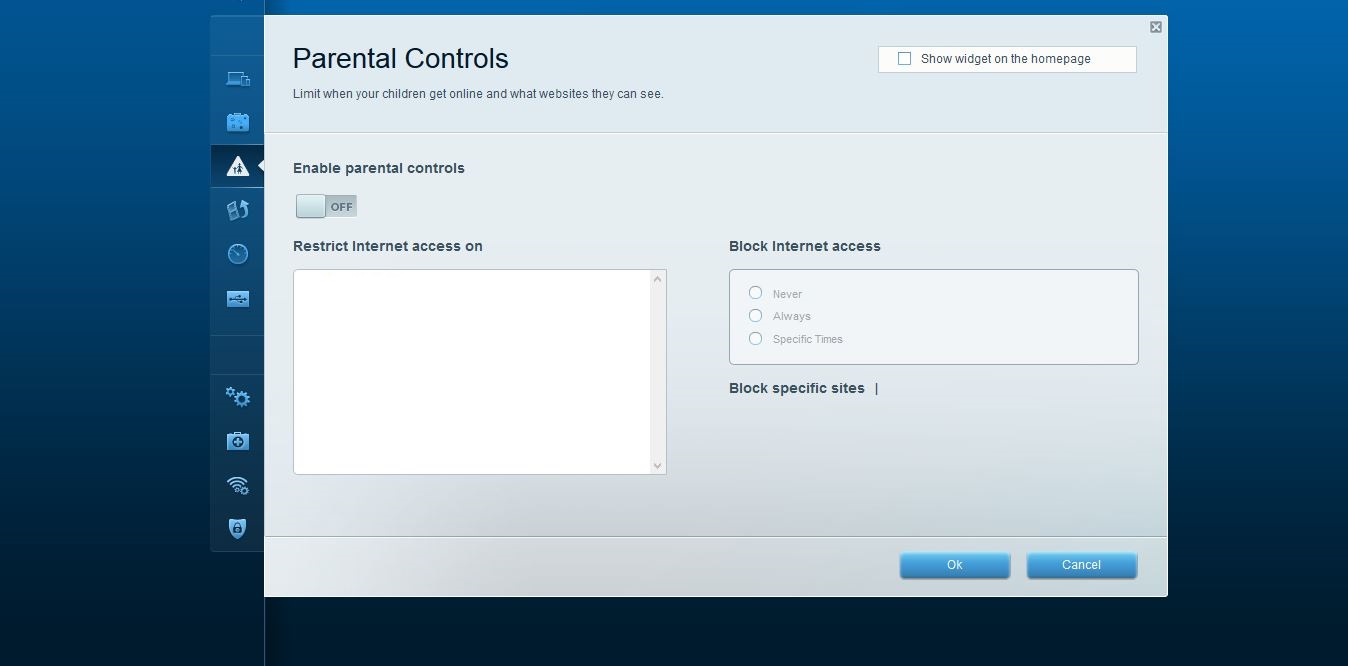 Parental Controls
Show widget on the homepage
Limit when your children get online and what websites they can see.
Enable parental controls
OFF
Restrict Internet access on
Block Internet access
Never
Always
Specific Times
Block specific sites |
Ok
Cancel